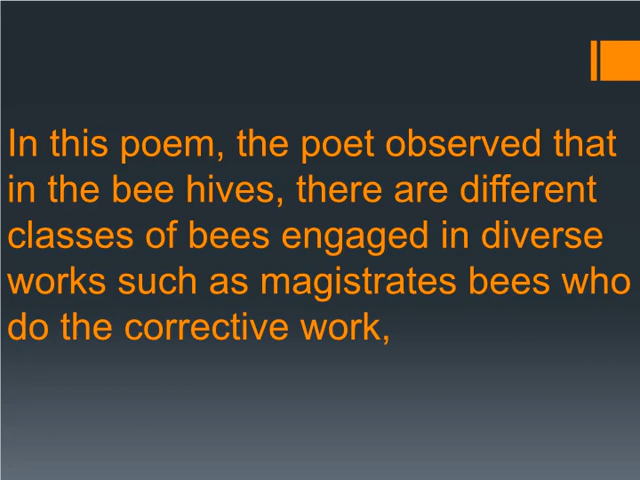 In this poem, the poet observed that
in the bee hives, there are different
classes of bees engaged in diverse
works such as magistrates bees who
do the corrective work,